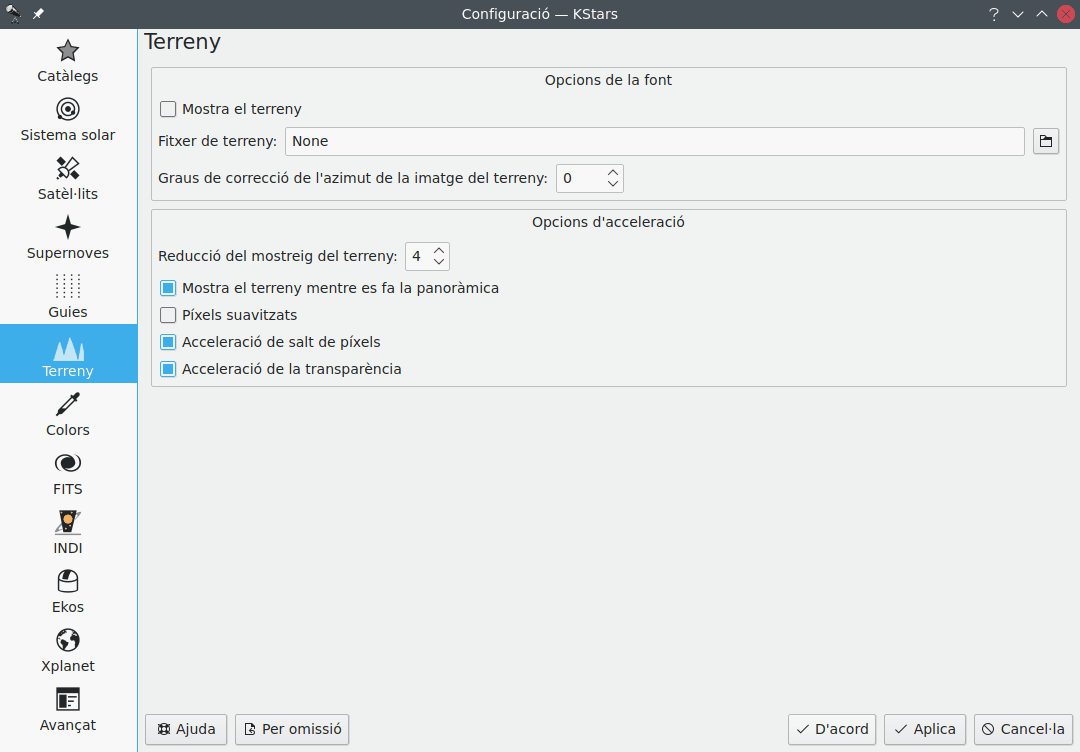 Configuració — KStars
Catàlegs
Sistema solar
Satèl·lits
Supernoves
Guies
Terreny
Colors
FITS
INDI
Ekos
Xplanet
Avançat
Terreny
Opcions de la font
Mostra el terreny
Fitxer de terreny: None
Graus de correcció de l'azimut de la imatge del terreny: 0
Opcions d'acceleració
Reducció del mostreig del terreny: 4
Mostra el terreny mentre es fa la panoràmica
Píxels suavitzats
Acceleració de salt de píxels
Acceleració de la transparència
Ajuda Per omissió D'acord Aplica Cancel·la